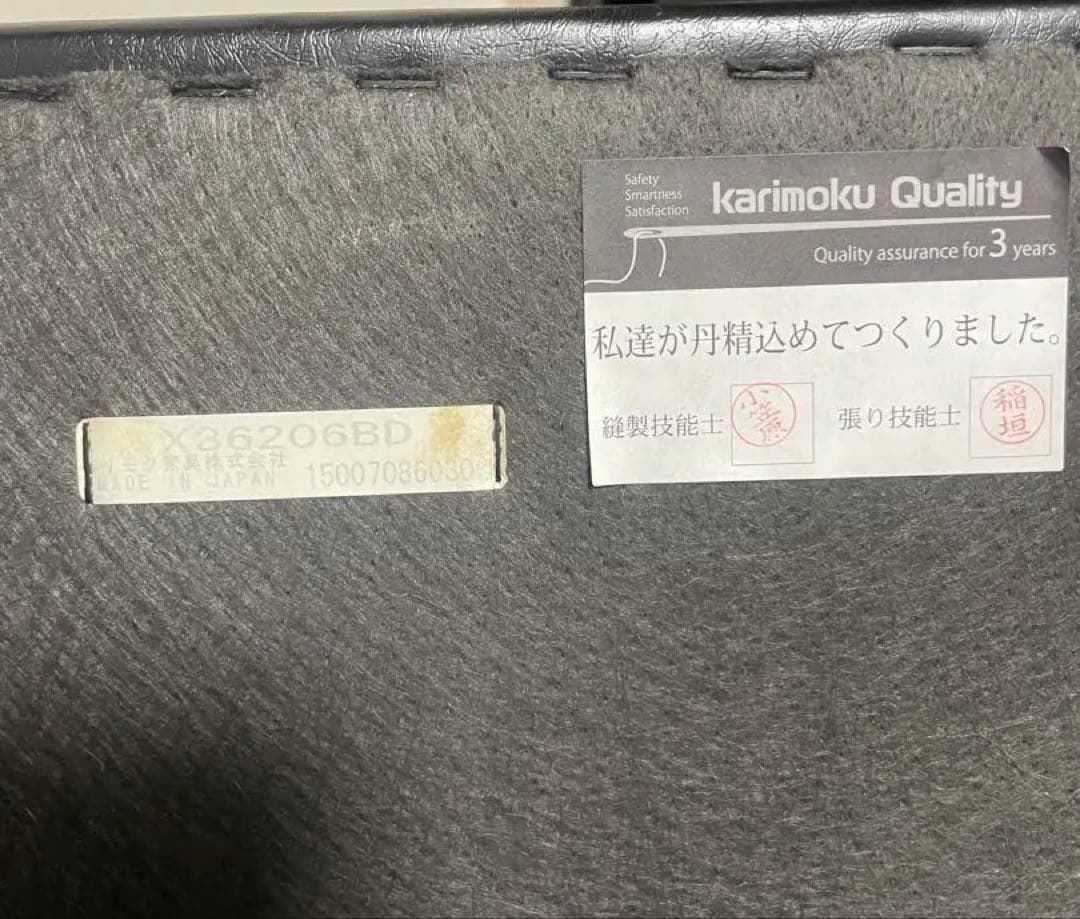 X36206BD
カリモク家具株式会社
MADE IN JAPAN 15007086030
Safety
Smartness
Satisfaction
karimoku Quality
Quality assurance for 3 years
私達が丹精込めてつくりました。
縫製技能士
張り技能士 稲垣